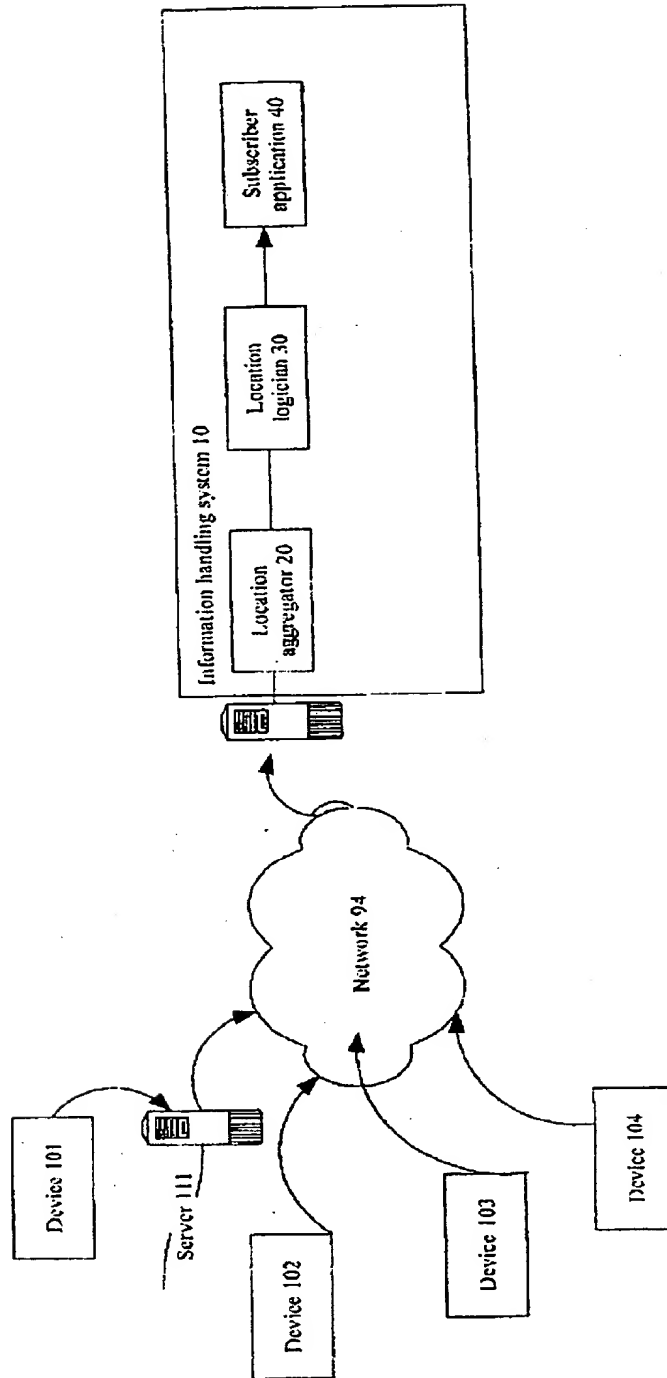 Device 101
Server 111
Device 102
Device 103
Device 104
Network 94
Information handling system 10
Location
aggregator 20
Location
logician 30
Subscriber
application 40